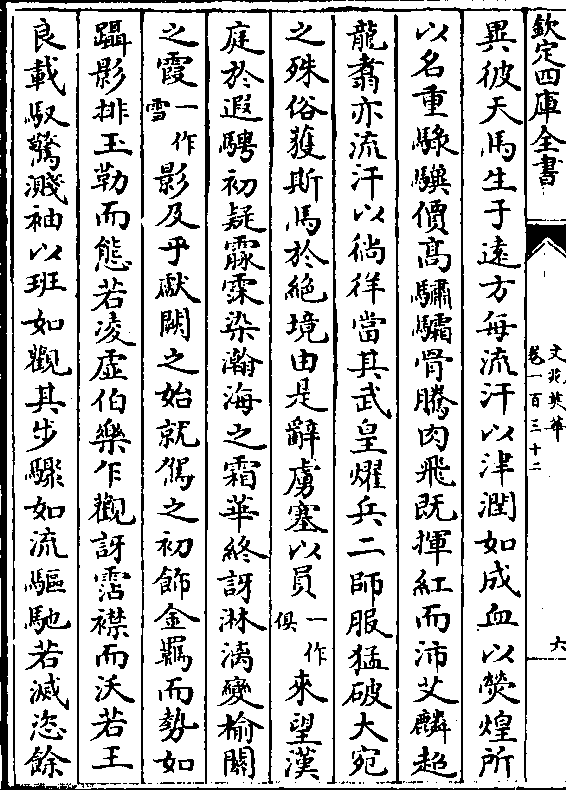 欽定四庫全書
文苑英華
卷一百三十二
六
異彼天馬生于遠方每流汗以津潤如成血以熒煌所
以名重騄驥價髙驌驦骨騰肉飛既揮紅而沛艾麟超
龍翥亦流汗以徜徉當其武皇燿兵二師服猛破大宛
之殊俗獲斯馬於絶境由是辭虜塞以員一作俱來望漢
庭於遐騁初疑霡霂染瀚海之霜華終訝淋漓變榆關
之霞一作雪影及乎獻闕之始就駕之初飾金羈而勢如
躡影排玉勒而態若凌虚伯樂乍觀訝霑襟而沃若王
良載馭驚濺袖以班如觀其步驟如流驅馳若滅恣餘